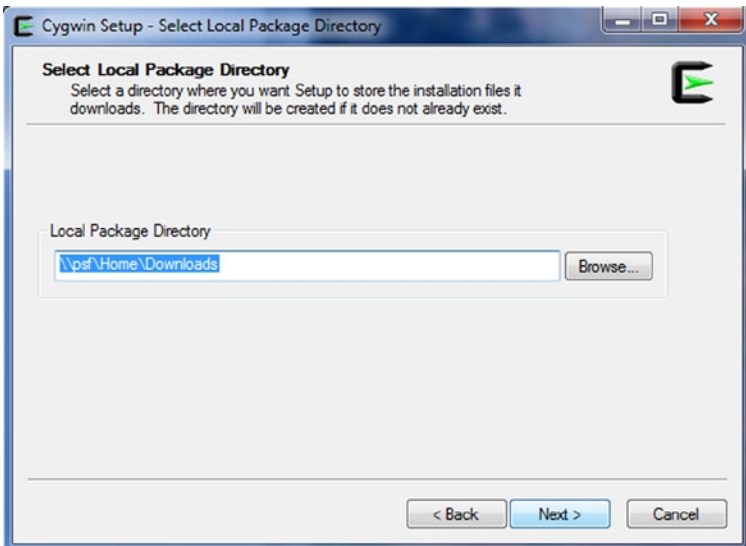 Cygwin Setup - Select Local Package Directory
Select Local Package Directory
Select a directory where you want Setup to store the installation files it
downloads. The directory will be created if it does not already exist.
Local Package Directory
\\psf\Home\Downloads
Browse...
< Back
Next >
Cancel